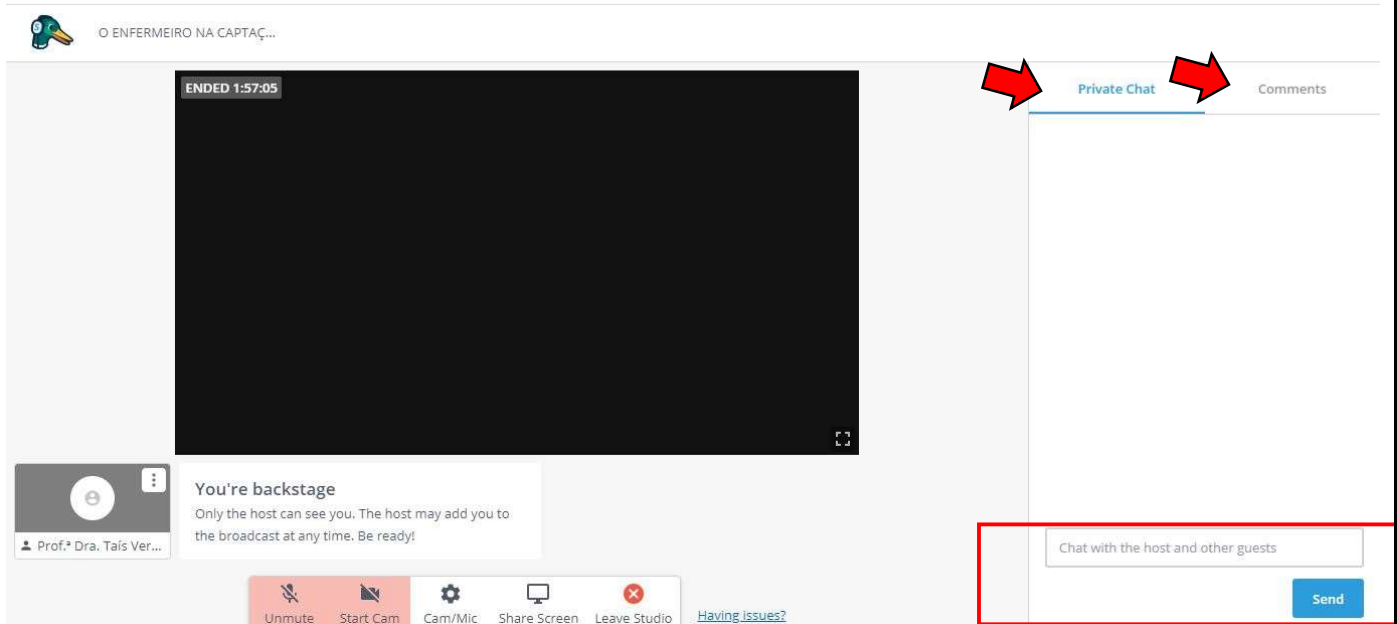 O ENFERMEIRO NA CAPTAÇ...
ENDED 1:57:05
Private Chat
Comments
You're backstage
Only the host can see you. The host may add you to
the broadcast at any time. Be ready!
Prof.ª Dra. Taís Ver...
Chat with the host and other guests
Send
Unmute
Start Cam
Cam/Mic
Share Screen
Leave Studio
Having issues?